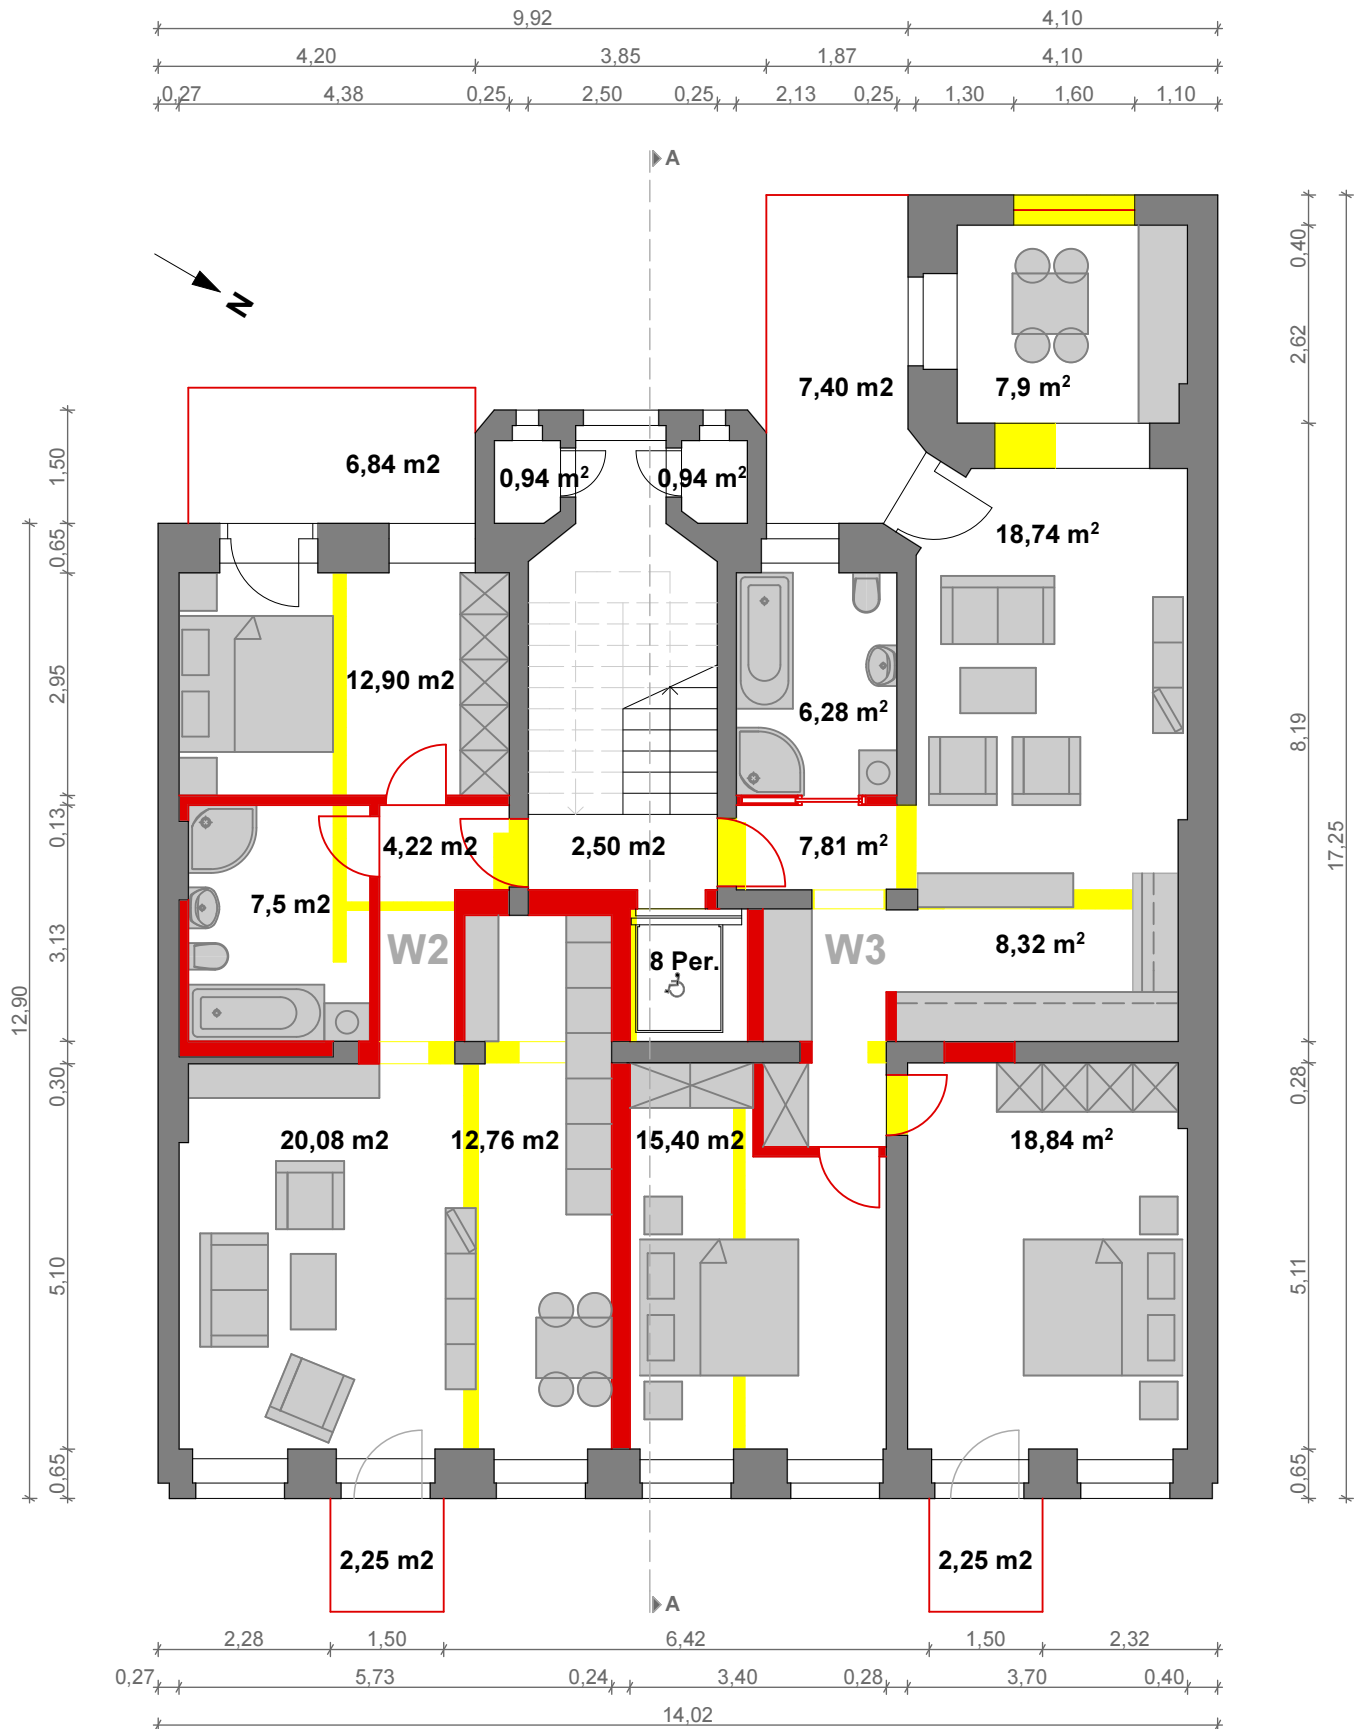 9,92 4,10
4,20 3,85 1,87 4,10
0,27 4,38 0,25 2,50 0,25 2,13 0,25 1,30 1,60 1,10
A
N
0,40
2,62
8,19
0,28
5,11
0,65
17,25
1,50
0,65
2,95
0,13
3,13
0,30
5,10
0,65
12,90
7,40 m2
7,9 m²
6,84 m2
0,94 m²
0,94 m²
18,74 m²
12,90 m2
6,28 m²
4,22 m2
2,50 m2
7,81 m²
7,5 m2
W2
8 Per.
W3
8,32 m²
20,08 m2
12,76 m2
15,40 m2
18,84 m²
2,25 m2
2,25 m2
A
2,28 1,50 6,42 1,50 2,32
0,27 5,73 0,24 3,40 0,28 3,70 0,40
14,02